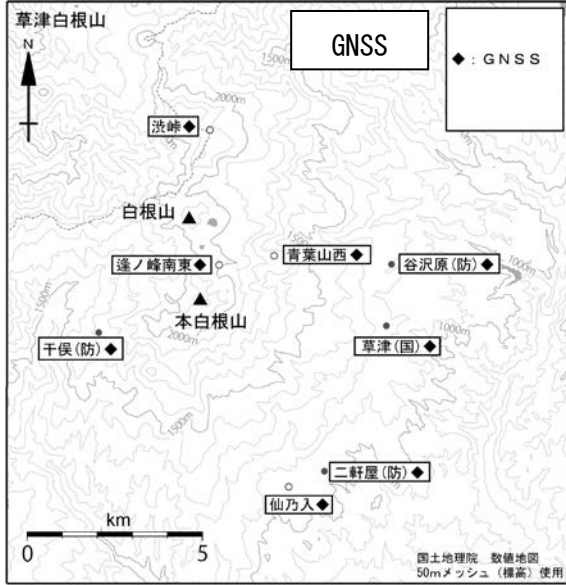 草津白根山
N
GNSS
◆：GNSS
2000m
渋峠◆
白根山
1500m
青葉山西◆
逢ノ峰南東◆
谷沢原(防)◆
1000m
1500m
本白根山
2000m
草津(国)◆
1000m
干俣(防)◆
1500m
二軒屋(防)◆
仙乃入◆
km
0 5
国土地理院 数値地図
50mメッシュ（標高）使用